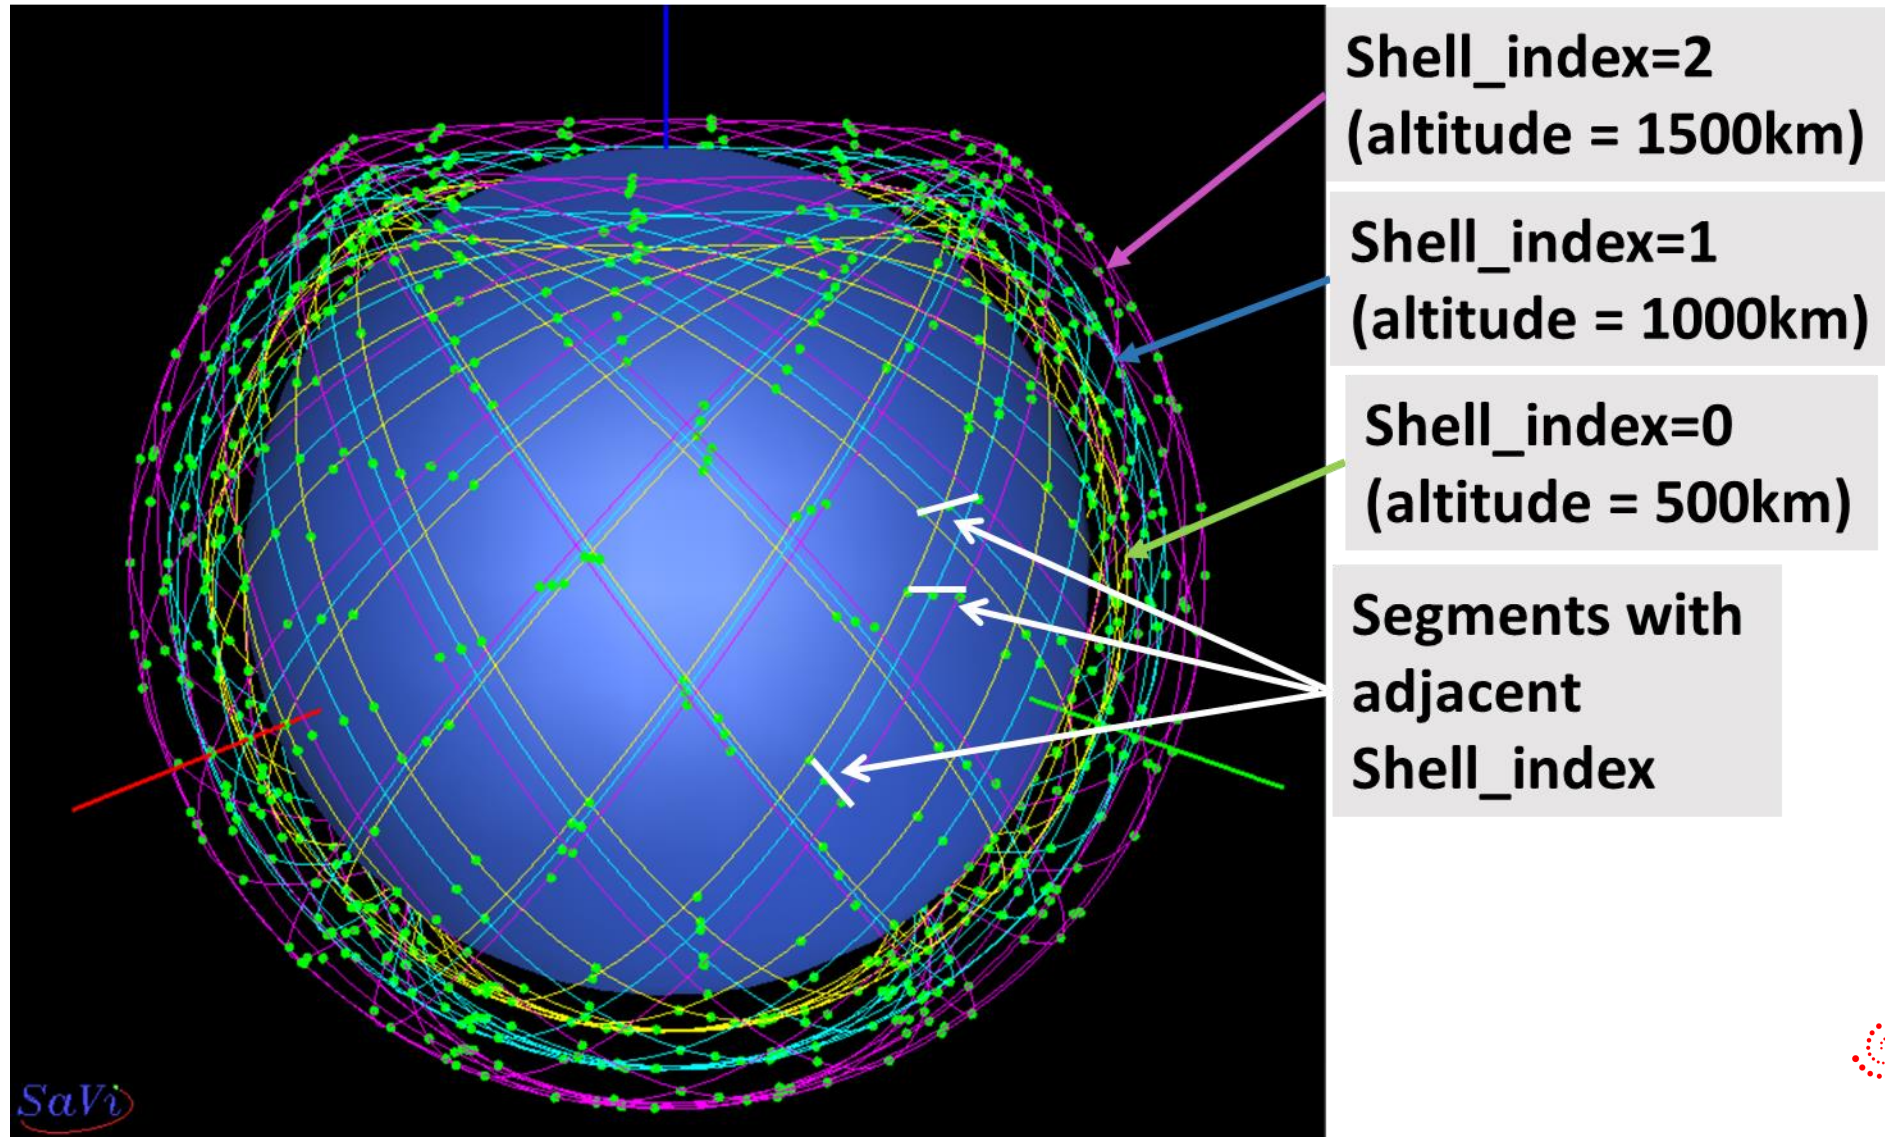 Shell_index=2
(altitude = 1500km)
Shell_index=1
(altitude = 1000km)
Shell_index=0
(altitude = 500km)
Segments with
adjacent
Shell_index
SaVi